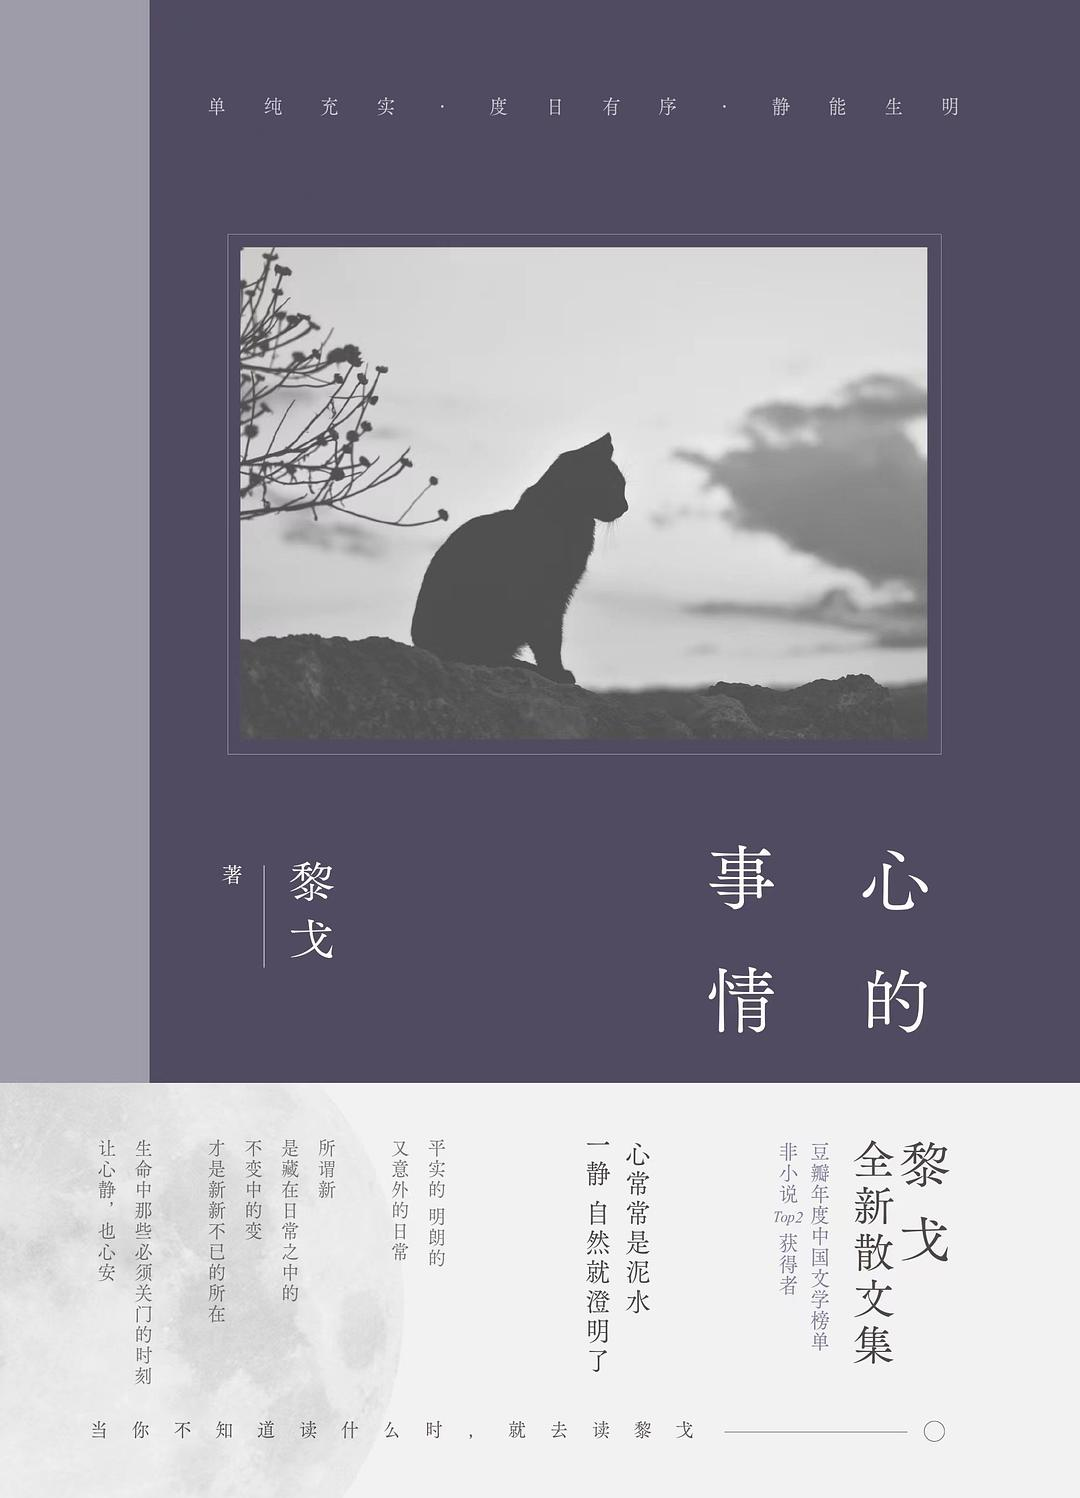 单纯充实·度日有序·静能生明
心的
事情
黎戈
著
黎戈
全新散文集
豆瓣年度中国文学榜单
非小说 Top2 获得者
心常常是泥水
一静 自然就澄明了
平实的 明朗的
又意外的日常
所谓新
是藏在日常之中的
不变中的变
才是新新不已的所在
生命中那些必须关门的时刻
让心静，也心安
当你不知道读什么时，就去读黎戈